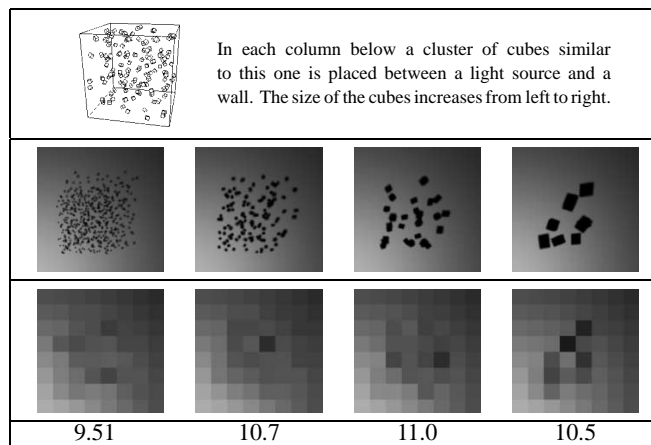 In each column below a cluster of cubes similar
to this one is placed between a light source and a
wall. The size of the cubes increases from left to right.
9.51 10.7 11.0 10.5